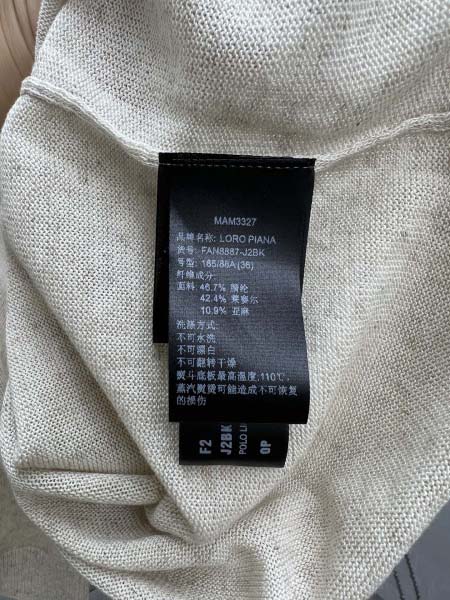 MAM3327
品牌名称: LORO PIANA
货号: FAN8887-J2BK
号型: 165/88A (36)
纤维成分:
面料: 46.7% 腈纶
42.4% 莱赛尔
10.9% 亚麻
洗涤方式:
不可水洗
不可漂白
不可翻转干燥
熨斗底板最高温度,110℃,
蒸汽熨烫可能造成不可恢复
的损伤
F2
J2BK
POLO LI
OP